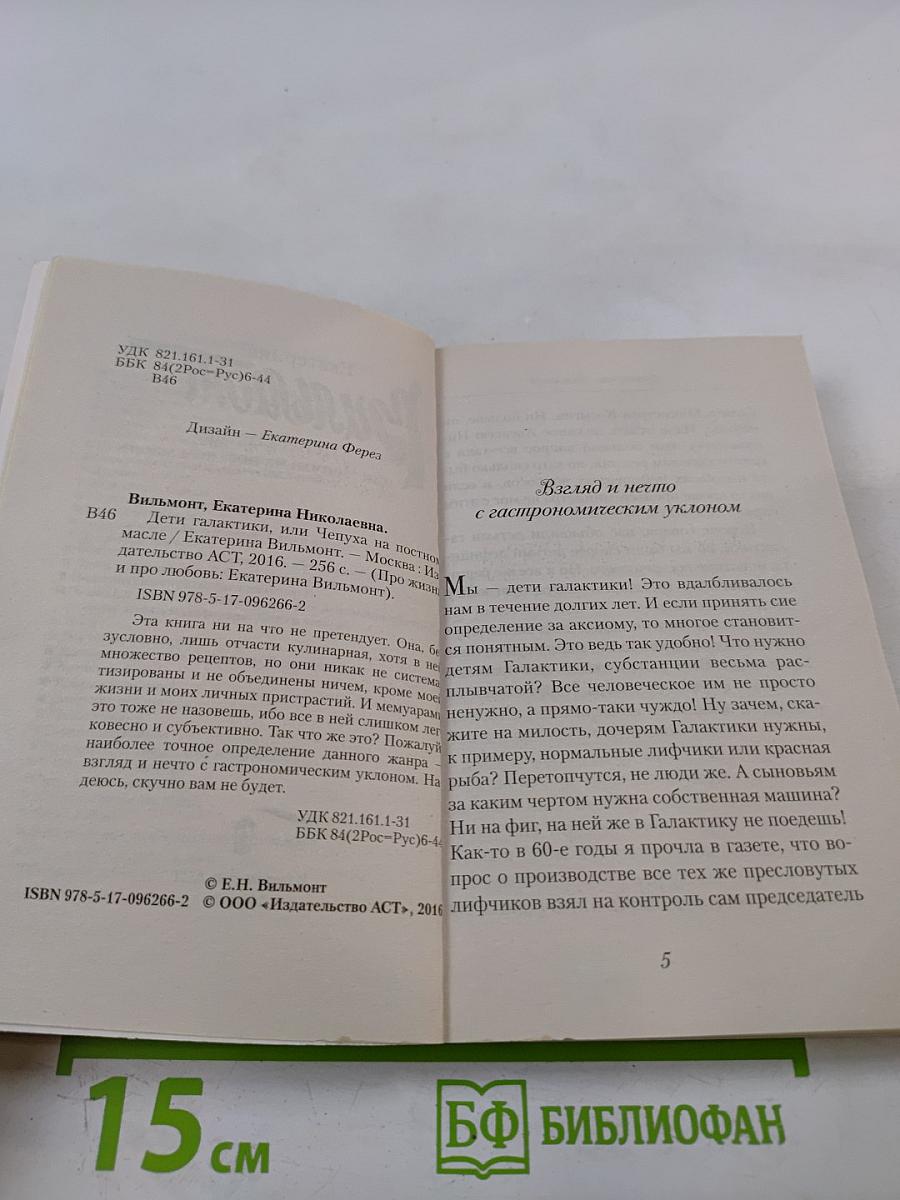 УДК 821.161.1-31
ББК 84(2Рос=Рус)6-44
В46
Дизайн — Екатерина Ферез
Вильмонт, Екатерина Николаевна.
В46 Дети галактики, или Чепуха на постном
масле / Екатерина Вильмонт. — Москва : Из
дательство АСТ, 2016. — 256 с. — (Про жизнь
и про любовь: Екатерина Вильмонт).
ISBN 978-5-17-096266-2
Эта книга ни на что не претендует. Она, бе
зусловно, лишь отчасти кулинарная, хотя в ней
множество рецептов, но они никак не система
тизированы и не объединены ничем, кроме моей
жизни и моих личных пристрастий. И мемуарами
это тоже не назовешь, ибо все в ней слишком лег
ковесно и субъективно. Так что же это? Пожалуй
наиболее точное определение данного жанра —
взгляд и нечто с гастрономическим уклоном. На
деюсь, скучно вам не будет.
УДК 821.161.1-31
ББК 84(2Рос=Рус)6-44
© Е.Н. Вильмонт
ISBN 978-5-17-096266-2 © ООО «Издательство АСТ», 2016
Взгляд и нечто
с гастрономическим уклоном
Мы — дети галактики! Это вдалбливалось
нам в течение долгих лет. И если принять сие
определение за аксиому, то многое становит-
ся понятным. Это ведь так удобно! Что нужно
детям Галактики, субстанции весьма рас-
плывчатой? Все человеческое им не просто
ненужно, а прямо-таки чуждо! Ну зачем, ска-
жите на милость, дочерям Галактики нужны,
к примеру, нормальные лифчики или красная
рыба? Перетопчутся, не люди же. А сыновьям
за каким чертом нужна собственная машина?
Ни на фиг, на ней же в Галактику не поедешь!
Как-то в 60-е годы я прочла в газете, что во-
прос о производстве все тех же пресловутых
лифчиков взял на контроль сам председатель
5
15 см
БФ БИБЛИОФАН